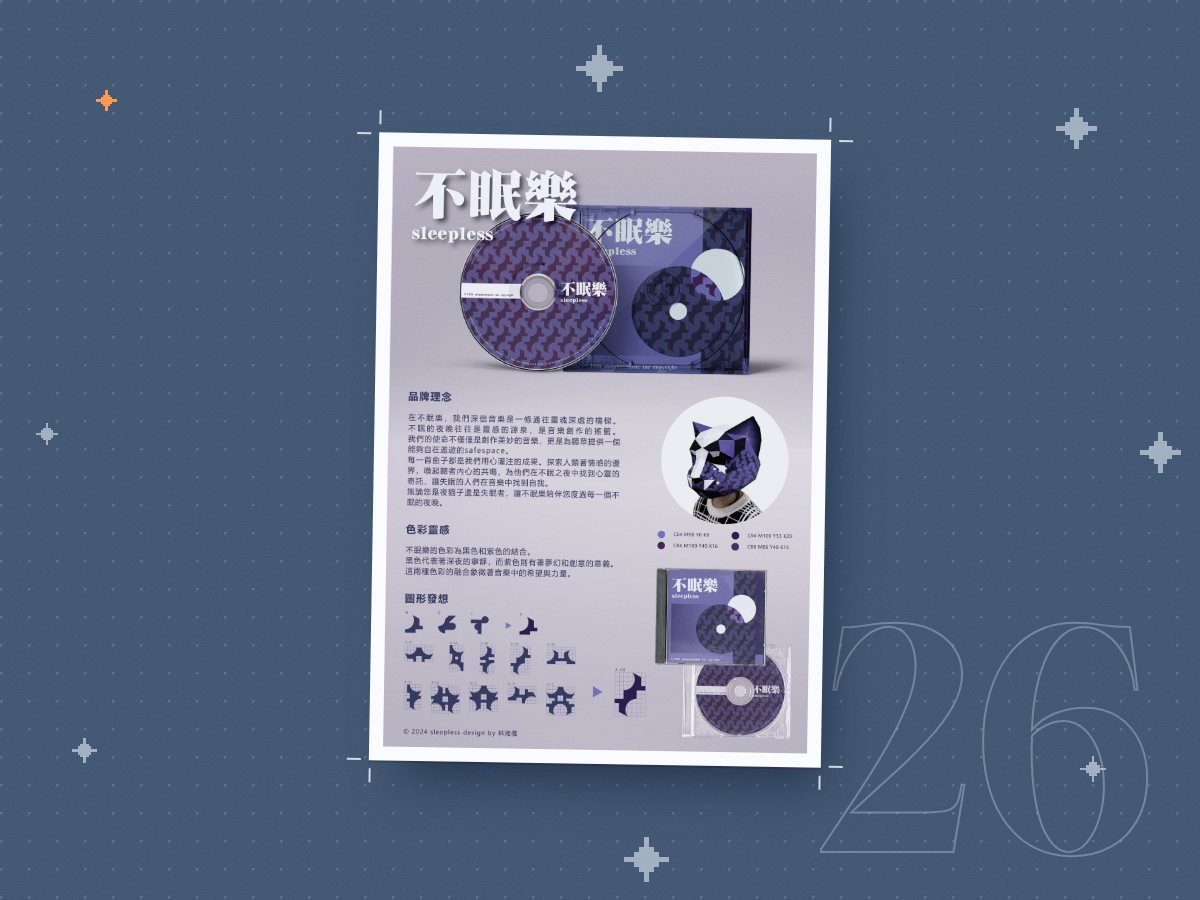 不眠樂
sleepless
不眠樂
不眠樂
sleepless
品牌理念
在不眠樂，我們深信音樂是一條通往靈魂深處的橋樑。
不眠的夜晚往往是靈感的源泉，是音樂創作的搖籃。
我們的使命不僅僅是創作美妙的音樂，更是為聽眾提供一個
能夠自在遨遊的safespace。
每一首曲子都是我們用心灌注的成果。探索人類著情感的邊
界，喚起聽者內心的共鳴，為他們在不眠之夜中找到心靈的
寄託，讓失眠的人們在音樂中找到自我。
無論您是夜貓子還是失眠者，讓不眠樂陪伴您度過每一個不
眠的夜晚。
色彩靈感
不眠樂的色彩為黑色和紫色的結合。
黑色代表著深夜的寧靜，而紫色則有著夢幻和創意的意義。
這兩種色彩的融合象徵著音樂中的希望與力量。
圖形發想
不眠樂
sleepless
不眠樂
© 2024 sleepless design by
26